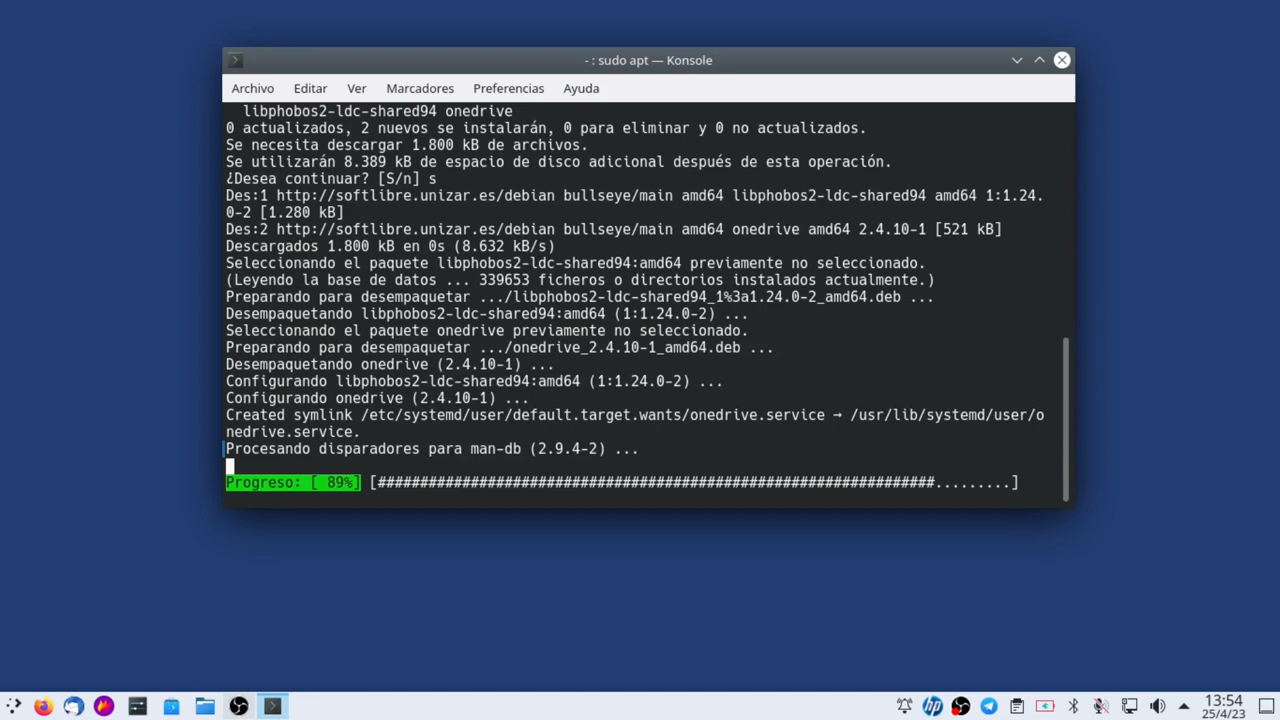 - : sudo apt — Konsole
Archivo Editar Ver Marcadores Preferencias Ayuda
libphobos2-ldc-shared94 onedrive
0 actualizados, 2 nuevos se instalarán, 0 para eliminar y 0 no actualizados.
Se necesita descargar 1.800 kB de archivos.
Se utilizarán 8.389 kB de espacio de disco adicional después de esta operación.
¿Desea continuar? [S/n] s
Des:1 http://softlibre.unizar.es/debian bullseye/main amd64 libphobos2-ldc-shared94 amd64 1:1.24.
0-2 [1.280 kB]
Des:2 http://softlibre.unizar.es/debian bullseye/main amd64 onedrive amd64 2.4.10-1 [521 kB]
Descargados 1.800 kB en 0s (8.632 kB/s)
Seleccionando el paquete libphobos2-ldc-shared94:amd64 previamente no seleccionado.
(Leyendo la base de datos ... 339653 ficheros o directorios instalados actualmente.)
Preparando para desempaquetar .../libphobos2-ldc-shared94_1%3a1.24.0-2_amd64.deb ...
Desempaquetando libphobos2-ldc-shared94:amd64 (1:1.24.0-2) ...
Seleccionando el paquete onedrive previamente no seleccionado.
Preparando para desempaquetar .../onedrive_2.4.10-1_amd64.deb ...
Desempaquetando onedrive (2.4.10-1) ...
Configurando libphobos2-ldc-shared94:amd64 (1:1.24.0-2) ...
Configurando onedrive (2.4.10-1) ...
Created symlink /etc/systemd/user/default.target.wants/onedrive.service → /usr/lib/systemd/user/o
nedrive.service.
Procesando disparadores para man-db (2.9.4-2) ...
Progreso: [ 89%] [##################################################################.........]
hp
13:54
25/4/23